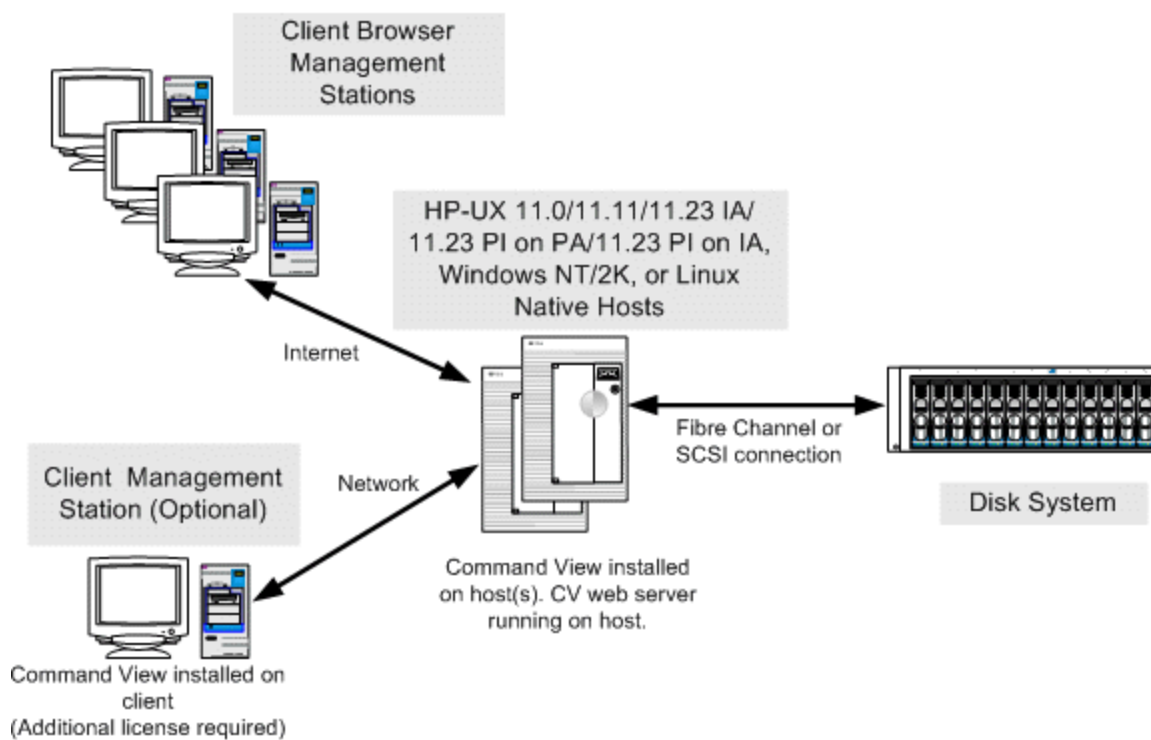 Client Browser
Management
Stations
HP-UX 11.0/11.11/11.23 IA/
11.23 PI on PA/11.23 PI on IA,
Windows NT/2K, or Linux
Native Hosts
Internet
Fibre Channel or
SCSI connection
Client Management
Station (Optional)
Network
Disk System
Command View installed
on host(s). CV web server
running on host.
Command View installed on
client
(Additional license required)